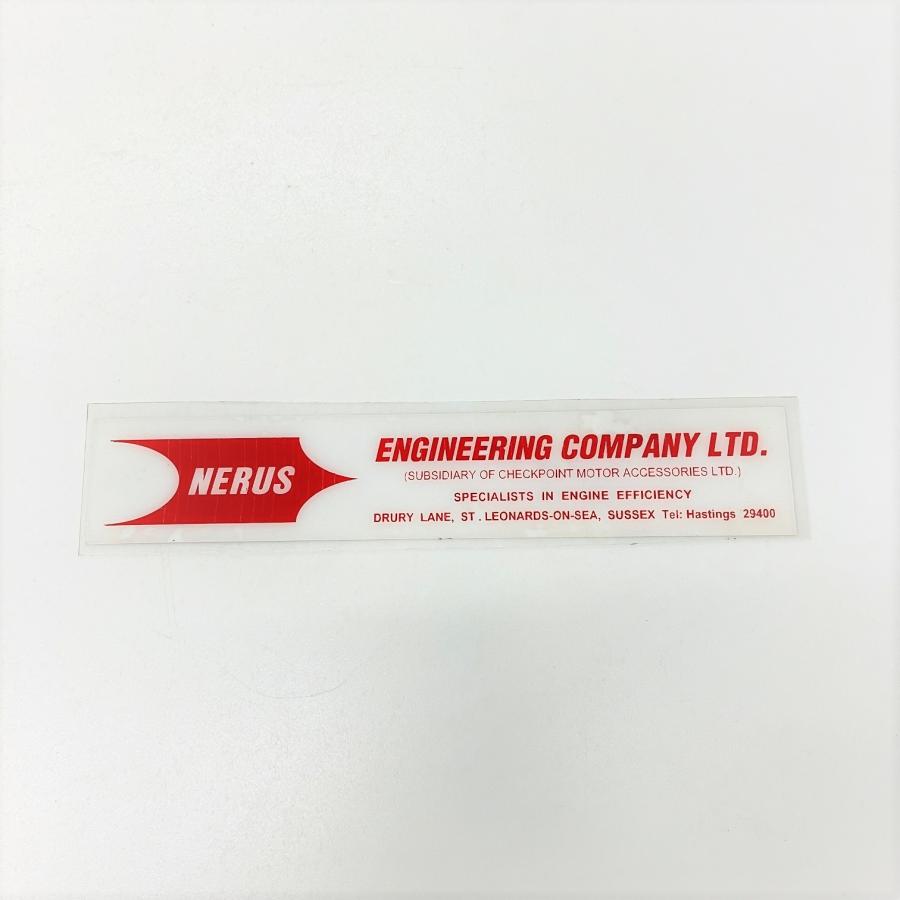 NERUS
ENGINEERING COMPANY LTD.
(SUBSIDIARY OF CHECKPOINT MOTOR ACCESSORIES LTD.)
SPECIALISTS IN ENGINE EFFICIENCY
DRURY LANE, ST. LEONARDS-ON-SEA, SUSSEX Tel: Hastings 29400